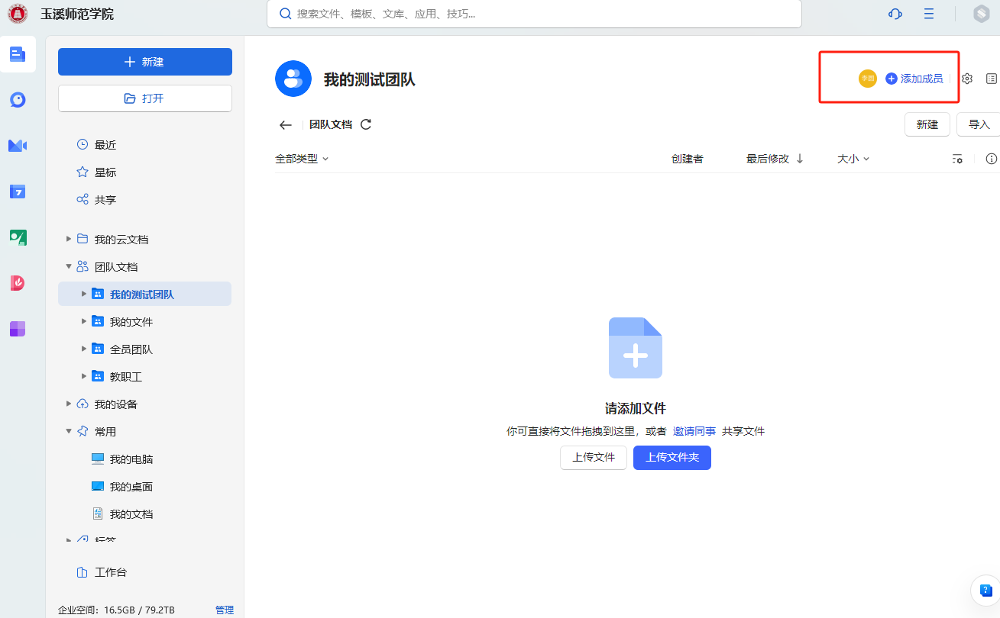 玉溪师范学院
搜索文件、模板、文库、应用、技巧...
新建
打开
最近
星标
共享
我的云文档
团队文档
我的测试团队
我的文件
全员团队
教职工
我的设备
常用
我的电脑
我的桌面
我的文档
标签
工作台
企业空间: 16.5GB / 79.2TB 管理
我的测试团队
添加成员
团队文档
新建 导入
全部类型 创建者 最后修改 大小
请添加文件
你可直接将文件拖拽到这里，或者 邀请同事 共享文件
上传文件 上传文件夹